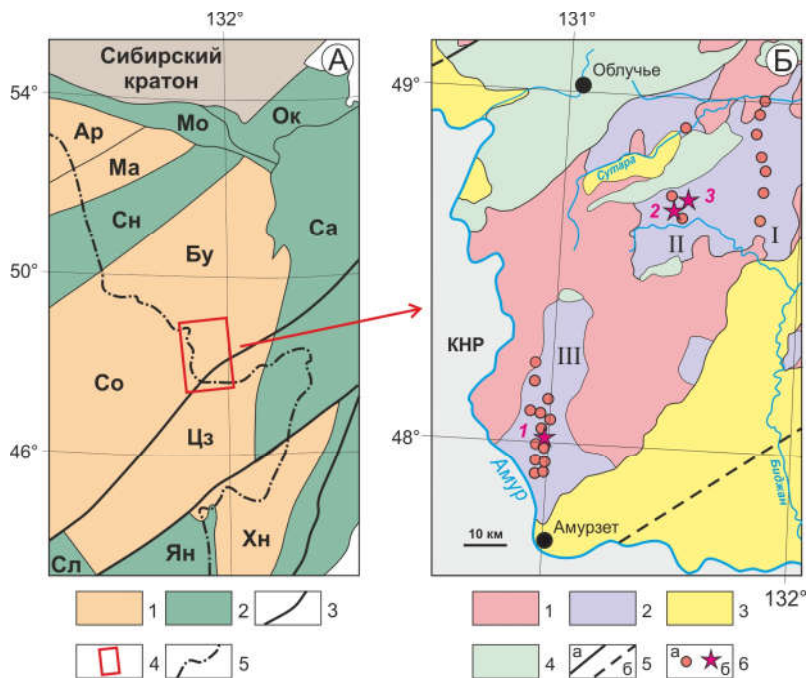 132°
131°
Сибирский
кратон
А
Б
49°
Облучье
54°
Мо
Ок
Ар
Ма
Сутара
3
2
Сн
Са
I
Бу
II
50°
КНР
III
Со
1
48°
Цз
46°
Амур
Биджан
Хн
10 км
Амурзет
Ян
Сл
132°
1
2
3
1
2
3
4
5
4
а
б
5
а
б
6